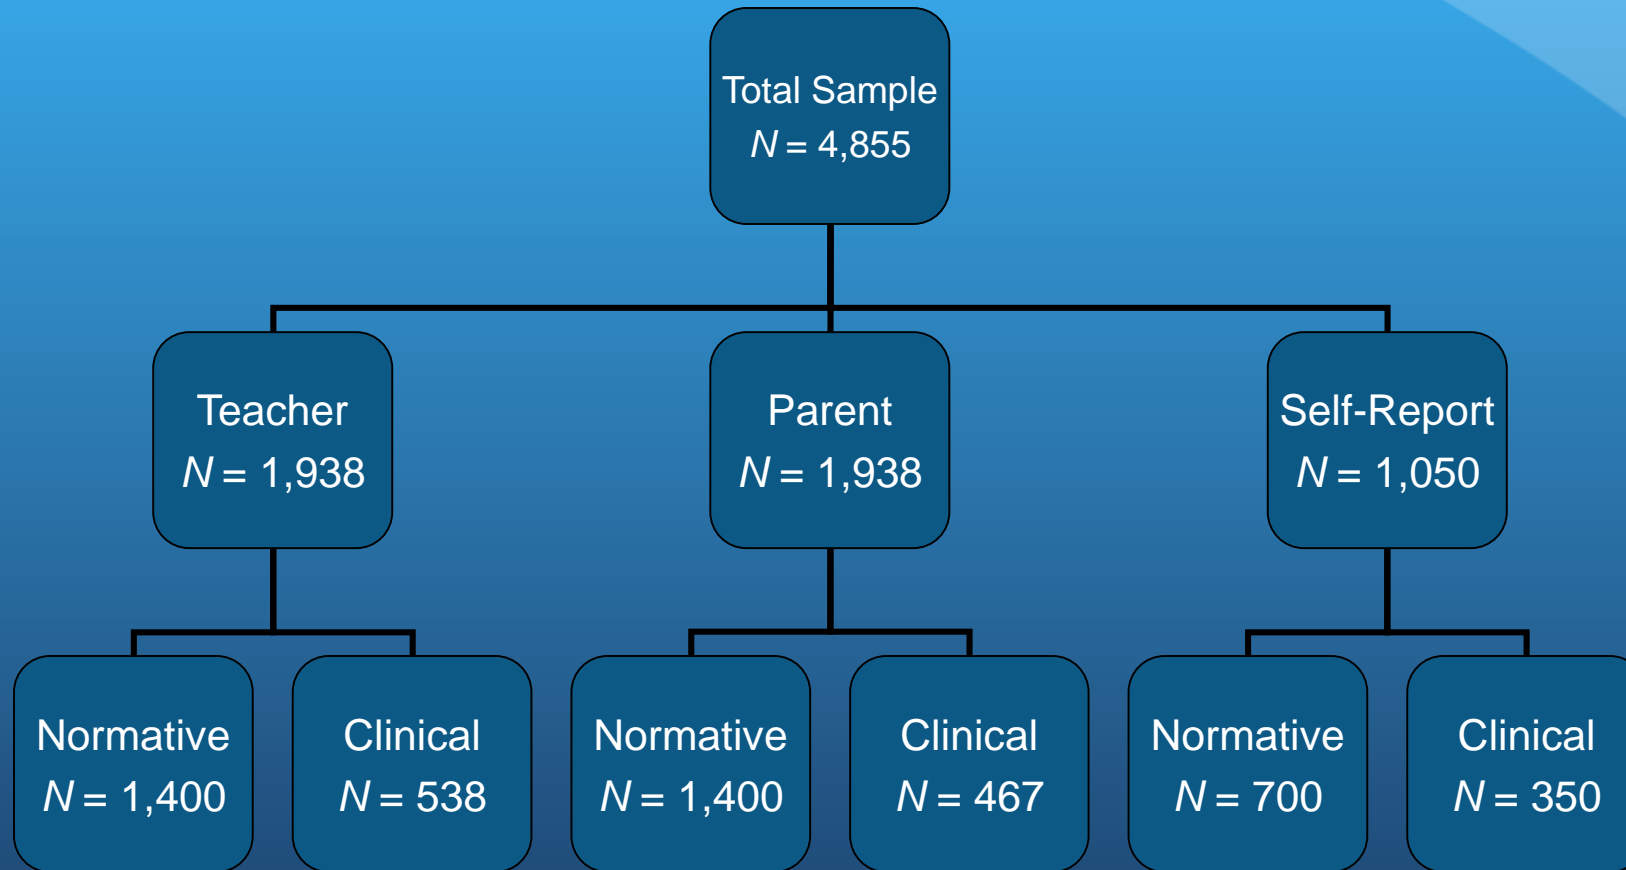 Total Sample
N = 4,855
Teacher
N = 1,938
Parent
N = 1,938
Self-Report
N = 1,050
Normative
N = 1,400
Clinical
N = 538
Normative
N = 1,400
Clinical
N = 467
Normative
N = 700
Clinical
N = 350